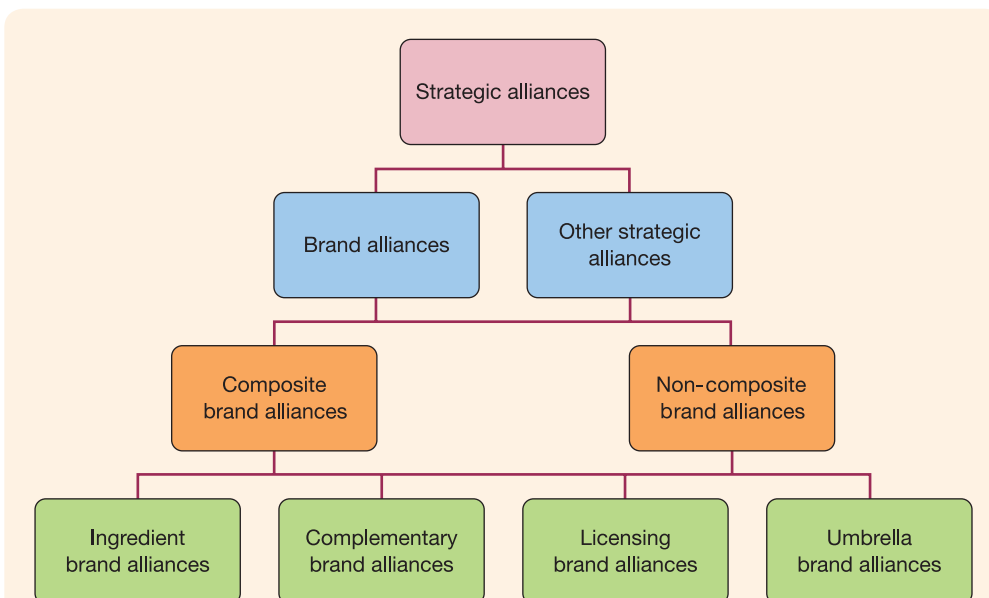 Strategic alliances
Brand alliances
Other strategic
alliances
Composite
brand alliances
Non-composite
brand alliances
Ingredient
brand alliances
Complementary
brand alliances
Licensing
brand alliances
Umbrella
brand alliances